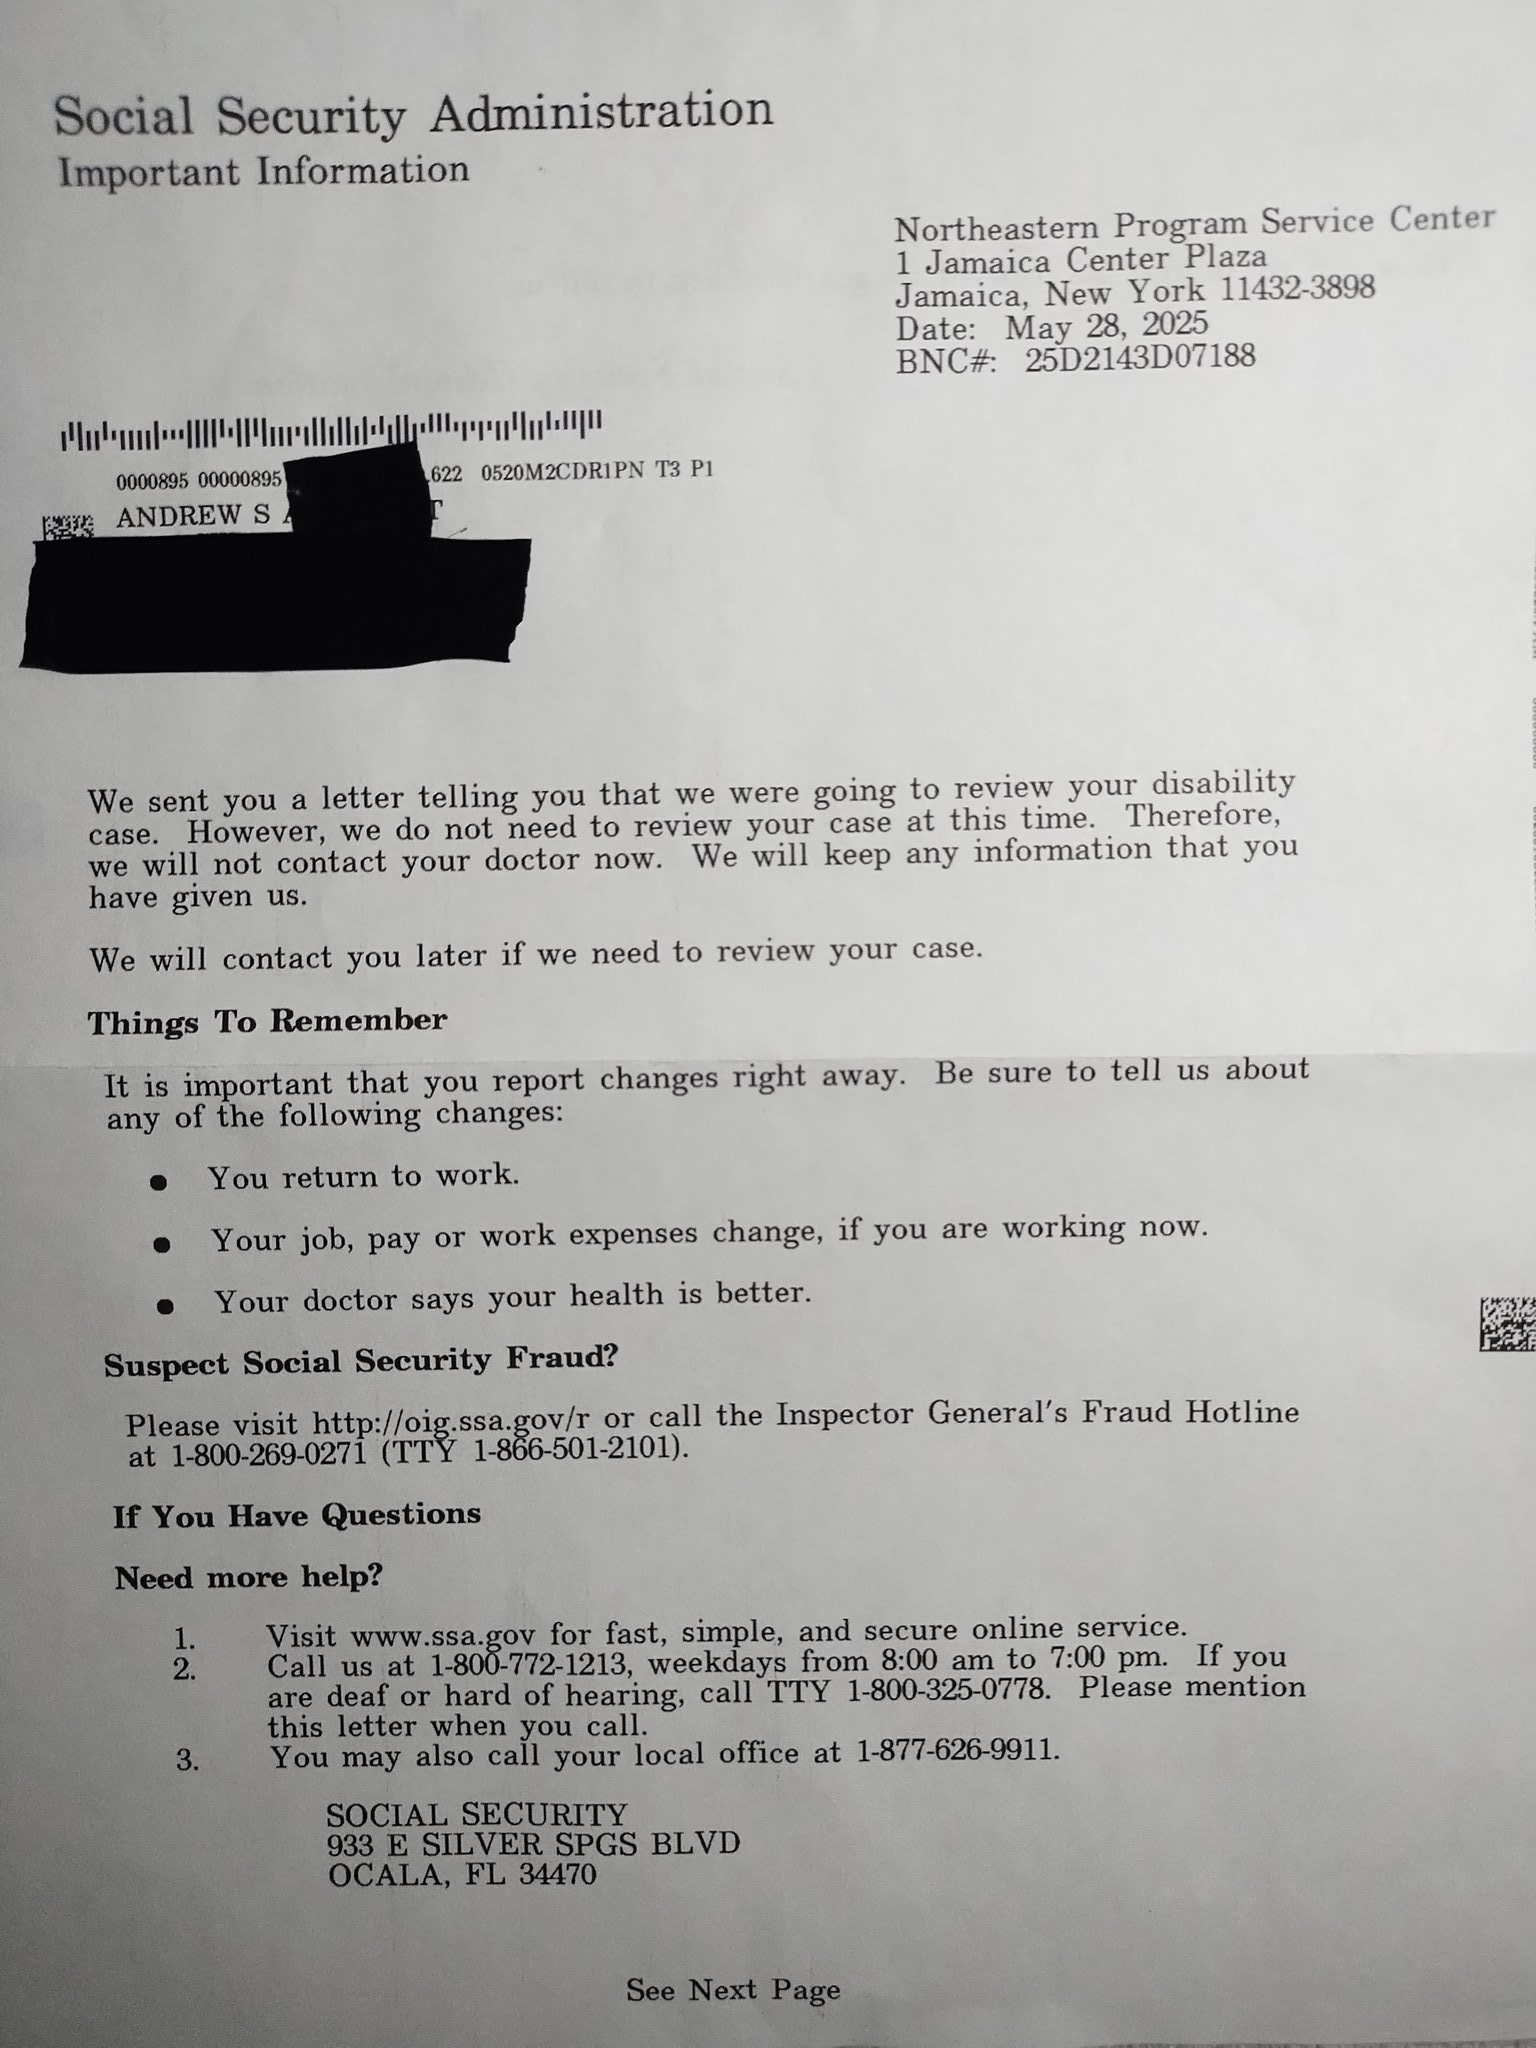 Social Security Administration
Important Information
Northeastern Program Service Center
1 Jamaica Center Plaza
Jamaica, New York 11432-3898
Date: May 28, 2025
BNC#: 25D2143D07188
0000895 00000895 622 0520M2CDR1PN T3 P1
ANDREW S
We sent you a letter telling you that we were going to review your disability
case. However, we do not need to review your case at this time. Therefore,
we will not contact your doctor now. We will keep any information that you
have given us.
We will contact you later if we need to review your case.
Things To Remember
It is important that you report changes right away. Be sure to tell us about
any of the following changes:
• You return to work.
• Your job, pay or work expenses change, if you are working now.
• Your doctor says your health is better.
Suspect Social Security Fraud?
Please visit http://oig.ssa.gov/r or call the Inspector General's Fraud Hotline
at 1-800-269-0271 (TTY 1-866-501-2101).
If You Have Questions
Need more help?
1. Visit www.ssa.gov for fast, simple, and secure online service.
2. Call us at 1-800-772-1213, weekdays from 8:00 am to 7:00 pm. If you
are deaf or hard of hearing, call TTY 1-800-325-0778. Please mention
this letter when you call.
3. You may also call your local office at 1-877-626-9911.
SOCIAL SECURITY
933 E SILVER SPGS BLVD
OCALA, FL 34470
See Next Page